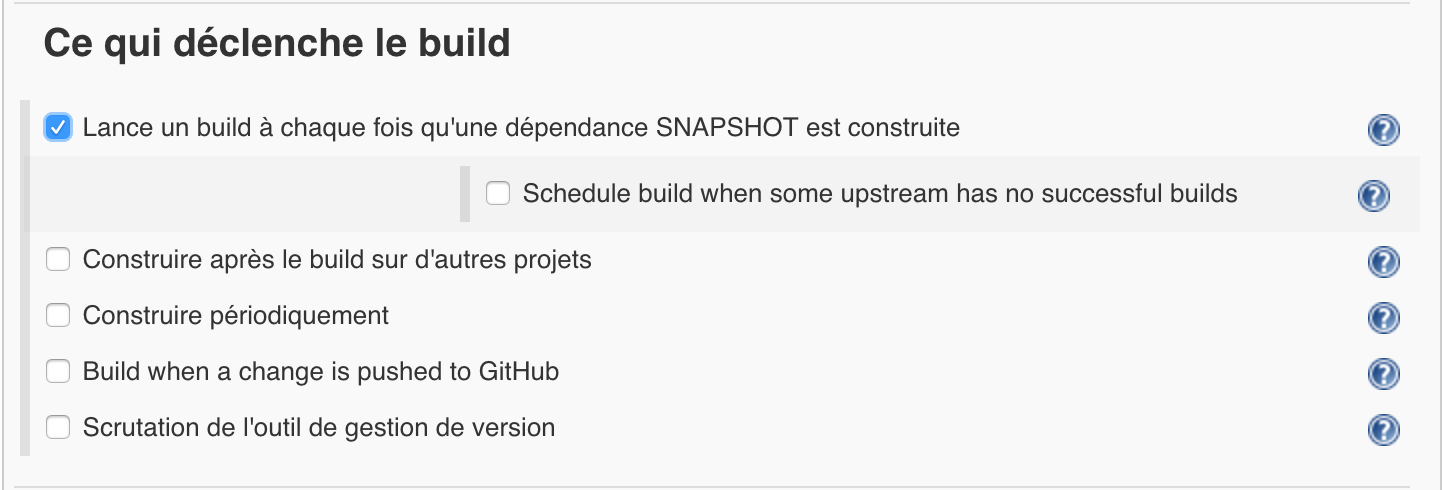 Ce qui déclenche le build
Lance un build à chaque fois qu'une dépendance SNAPSHOT est construite
Schedule build when some upstream has no successful builds
Construire après le build sur d'autres projets
Construire périodiquement
Build when a change is pushed to GitHub
Scrutation de l'outil de gestion de version